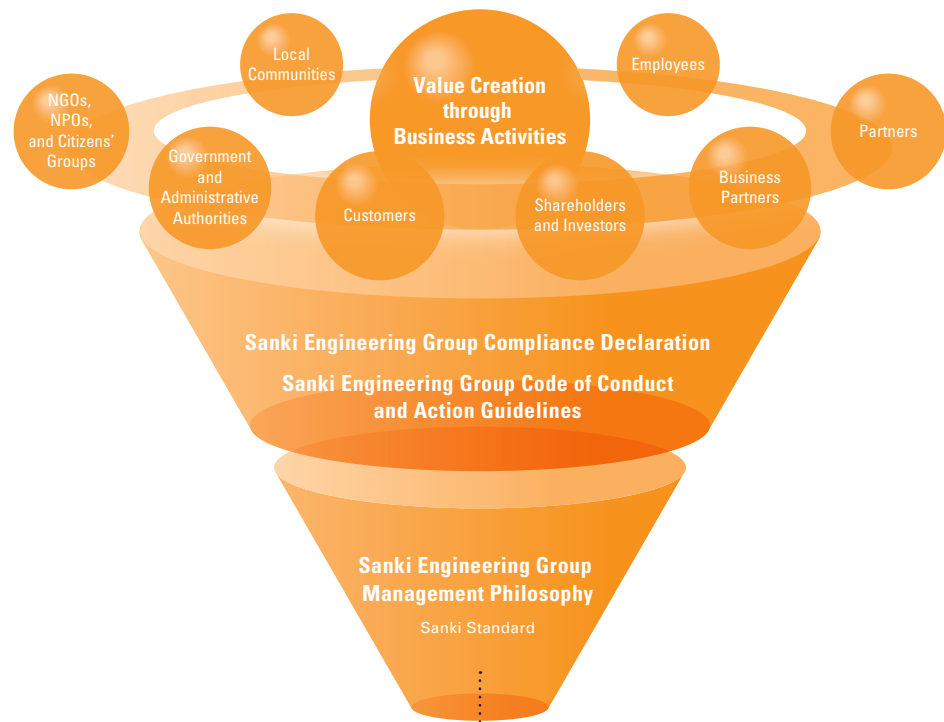 Local
Communities
Employees
Value Creation
through
Business Activities
NGOs,
NPOs,
and Citizens'
Groups
Partners
Government
and
Administrative
Authorities
Customers
Shareholders
and Investors
Business
Partners
Sanki Engineering Group Compliance Declaration
Sanki Engineering Group Code of Conduct
and Action Guidelines
Sanki Engineering Group
Management Philosophy
Sanki Standard